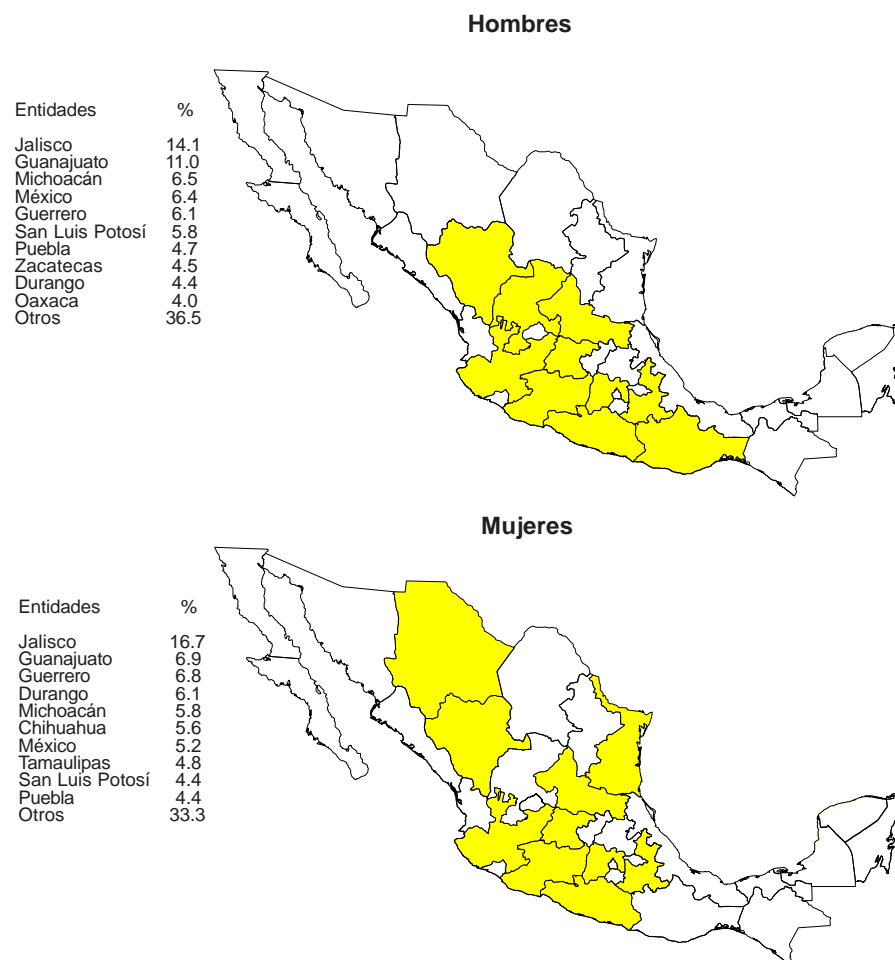 Hombres
Entidades %
Jalisco 14.1
Guanajuato 11.0
Michoacán 6.5
México 6.4
Guerrero 6.1
San Luis Potosí 5.8
Puebla 4.7
Zacatecas 4.5
Durango 4.4
Oaxaca 4.0
Otros 36.5
Mujeres
Entidades %
Jalisco 16.7
Guanajuato 6.9
Guerrero 6.8
Durango 6.1
Michoacán 5.8
Chihuahua 5.6
México 5.2
Tamaulipas 4.8
San Luis Potosí 4.4
Puebla 4.4
Otros 33.3